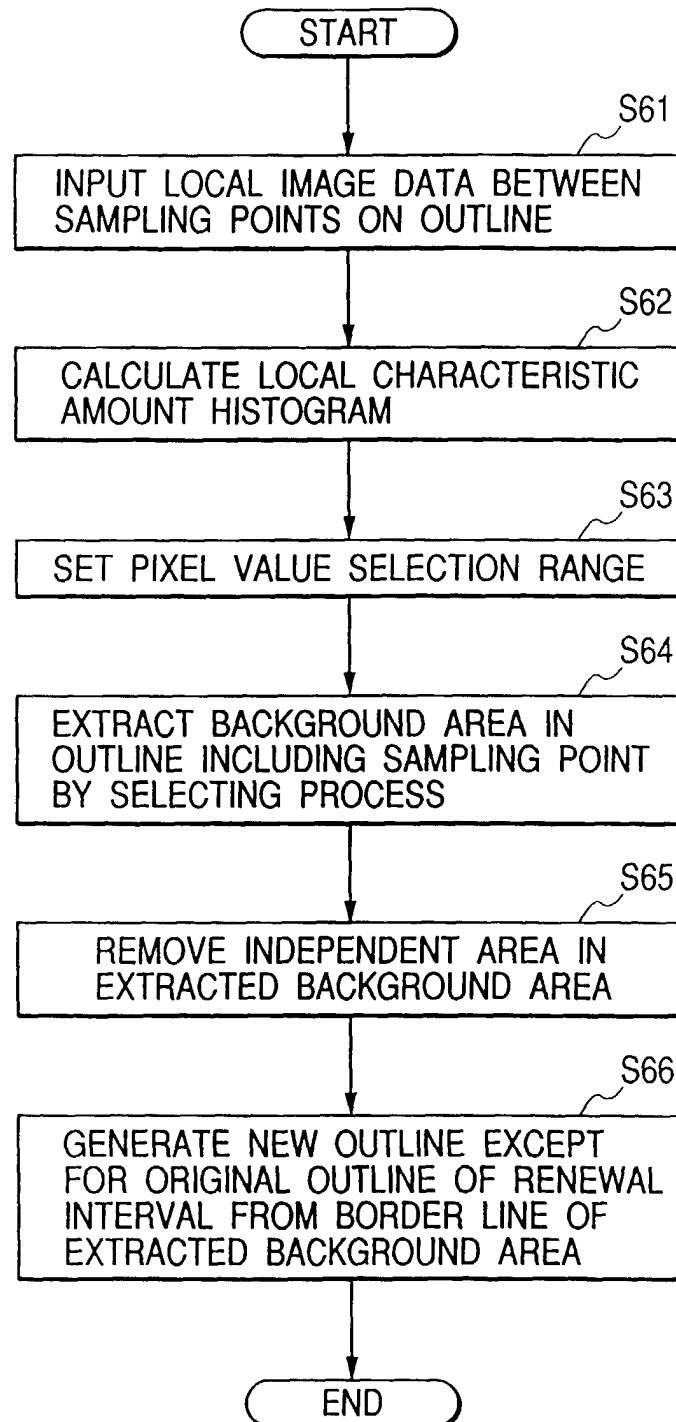 START
S61
INPUT LOCAL IMAGE DATA BETWEEN
SAMPLING POINTS ON OUTLINE
S62
CALCULATE LOCAL CHARACTERISTIC
AMOUNT HISTOGRAM
S63
SET PIXEL VALUE SELECTION RANGE
S64
EXTRACT BACKGROUND AREA IN
OUTLINE INCLUDING SAMPLING POINT
BY SELECTING PROCESS
S65
REMOVE INDEPENDENT AREA IN
EXTRACTED BACKGROUND AREA
S66
GENERATE NEW OUTLINE EXCEPT
FOR ORIGINAL OUTLINE OF RENEWAL
INTERVAL FROM BORDER LINE OF
EXTRACTED BACKGROUND AREA
END